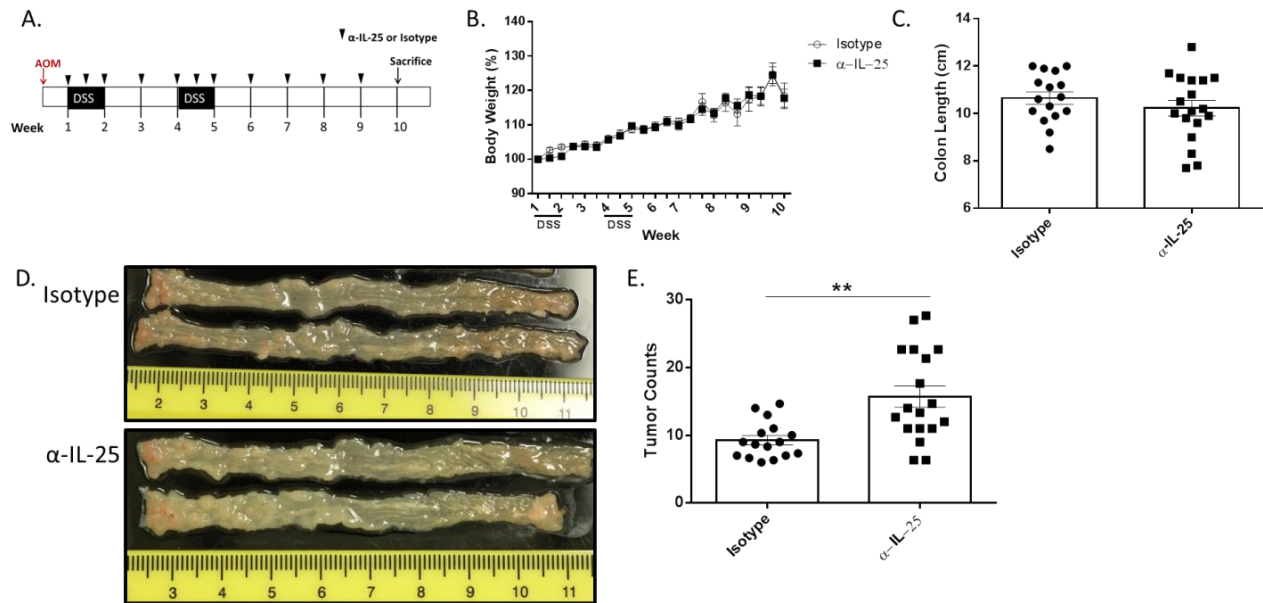 A.
α-IL-25 or Isotype
AOM
Sacrifice
DSS
DSS
Week
1 2 3 4 5 6 7 8 9 10
B.
Body Weight (%)
140
130
120
110
100
90
1 2 3 4 5 6 7 8 9 10
DSS
DSS
Week
Isotype
α-IL-25
C.
Colon Length (cm)
14
12
10
8
6
Isotype
α-IL-25
D.
Isotype
2 3 4 5 6 7 8 9 10 11
α-IL-25
3 4 5 6 7 8 9 10 11
E.
**
Tumor Counts
30
20
10
0
Isotype
α-IL-25